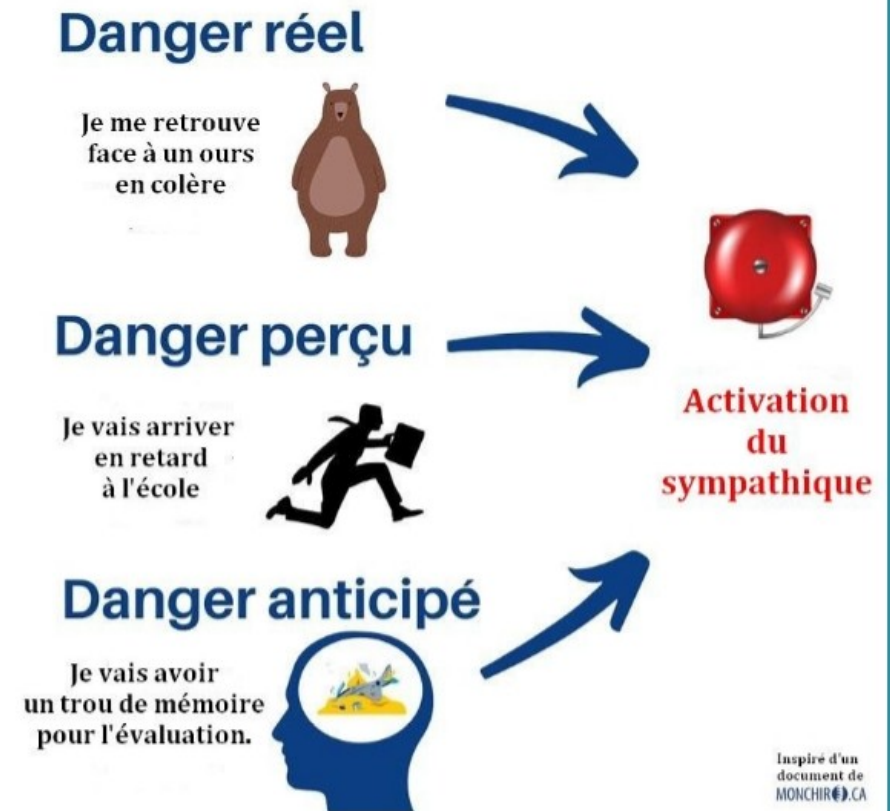 Danger réel
Je me retrouve
face à un ours
en colère
Danger perçu
Je vais arriver
en retard
à l'école
Danger anticipé
Je vais avoir
un trou de mémoire
pour l'évaluation.
Activation
du
sympathique
Inspiré d'un
document de
MONCHIRO.CA